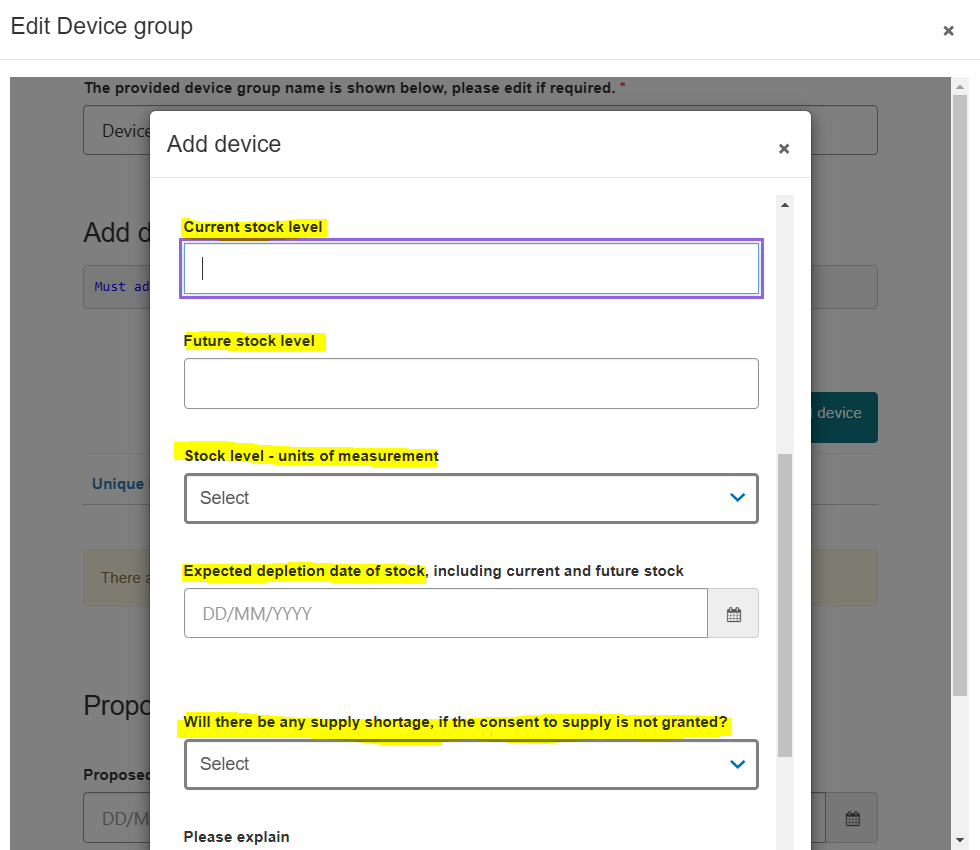 Edit Device group
×
The provided device group name is shown below, please edit if required. *
Device
Add device
×
Add d
Must ad
Current stock level
Future stock level
device
Stock level - units of measurement
Select
Unique
Expected depletion date of stock, including current and future stock
There a
DD/MM/YYYY
Propo
Will there be any supply shortage, if the consent to supply is not granted?
Select
Proposed
DD/M
Please explain